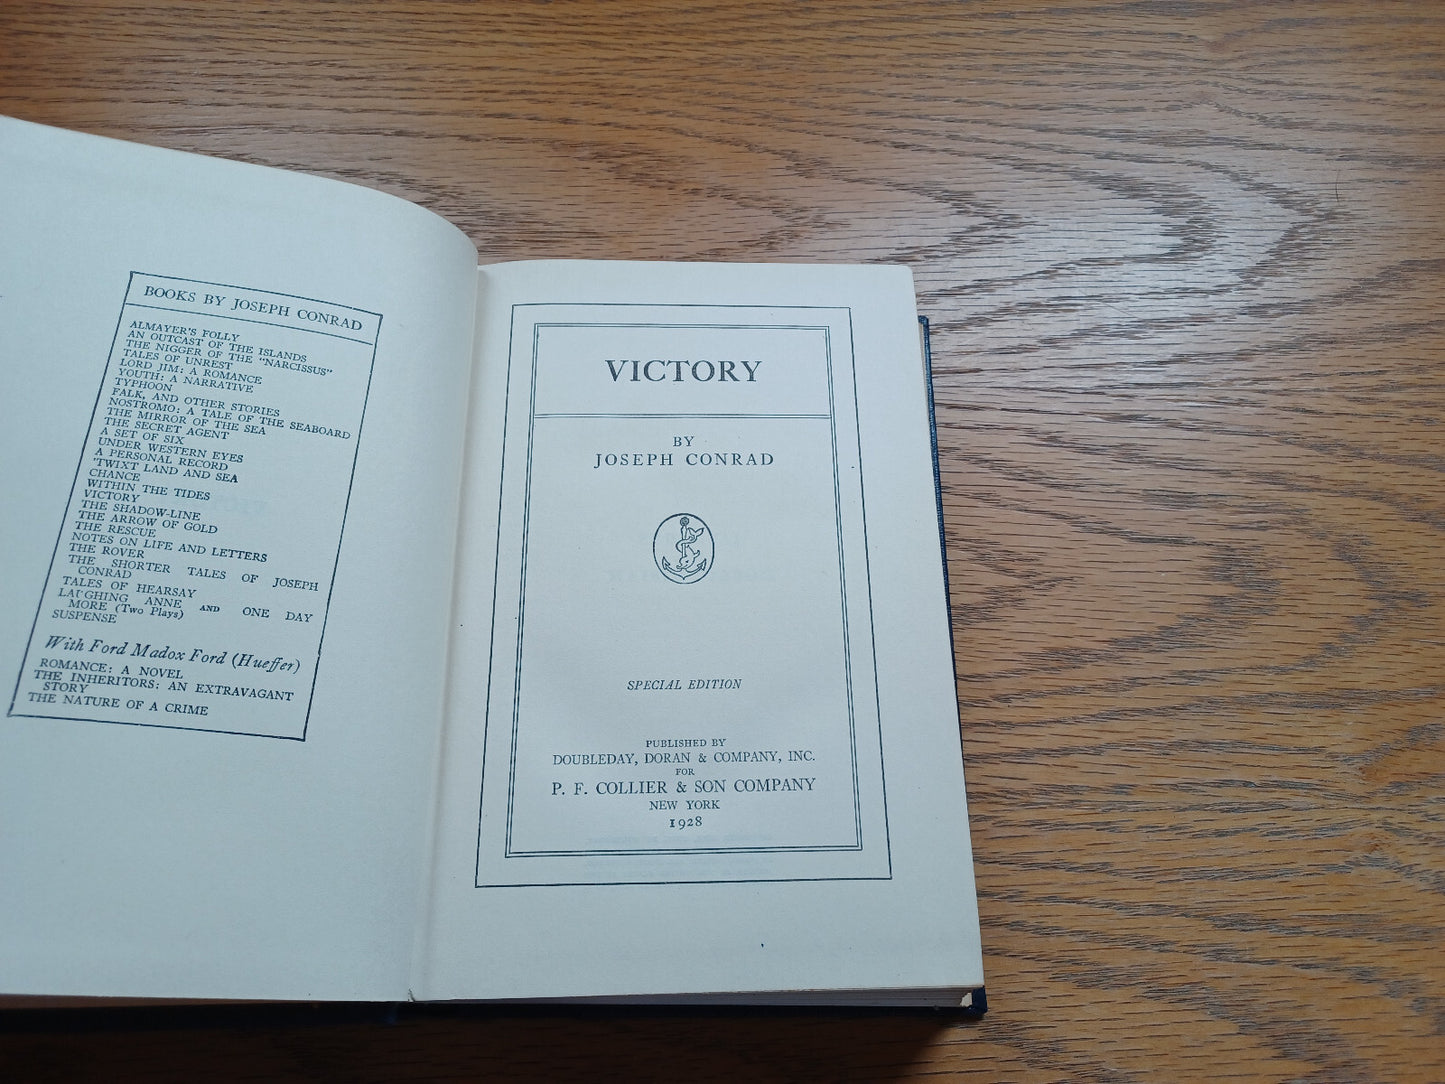 BOOKS BY JOSEPH CONRAD
ALMAYER'S FOLLY
AN OUTCAST OF THE ISLANDS
THE NIGGER OF THE "NARCISSUS"
TALES OF UNREST
LORD JIM: A ROMANCE
YOUTH: A NARRATIVE
TYPHOON
FALK, AND OTHER STORIES
NOSTROMO: A TALE OF THE SEABOARD
THE MIRROR OF THE SEA
THE SECRET AGENT
A SET OF SIX
UNDER WESTERN EYES
A PERSONAL RECORD
'TWIXT LAND AND SEA
CHANCE
WITHIN THE TIDES
VICTORY
THE SHADOW-LINE
THE ARROW OF GOLD
THE RESCUE
NOTES ON LIFE AND LETTERS
THE ROVER
THE SHORTER TALES OF JOSEPH
CONRAD
TALES OF HEARSAY
LAUGHING ANNE AND ONE DAY
MORE (Two Plays)
SUSPENSE
With Ford Madox Ford (Hueffer)
ROMANCE: A NOVEL
THE INHERITORS: AN EXTRAVAGANT
STORY
THE NATURE OF A CRIME
VICTORY
BY
JOSEPH CONRAD
SPECIAL EDITION
PUBLISHED BY
DOUBLEDAY, DORAN & COMPANY, INC.
FOR
P. F. COLLIER & SON COMPANY
NEW YORK
1928